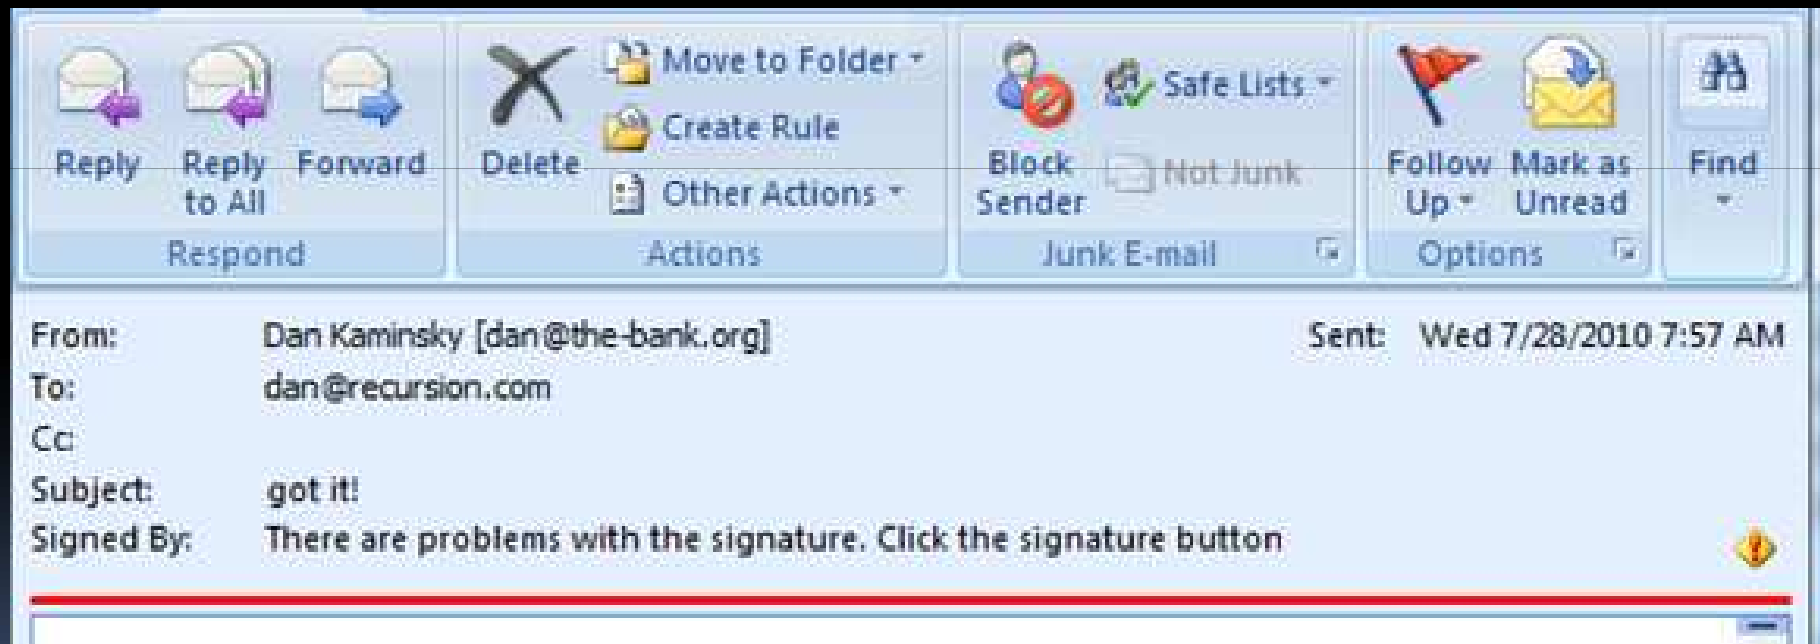 Move to Folder
Safe Lists
Create Rule
Reply
Reply to All
Forward
Delete
Other Actions
Block Sender
Not Junk
Follow Up
Mark as Unread
Find
Respond
Actions
Junk E-mail
Options
From: Dan Kaminsky [dan@the-bank.org] Sent: Wed 7/28/2010 7:57 AM
To: dan@recursion.com
Cc:
Subject: got it!
Signed By: There are problems with the signature. Click the signature button